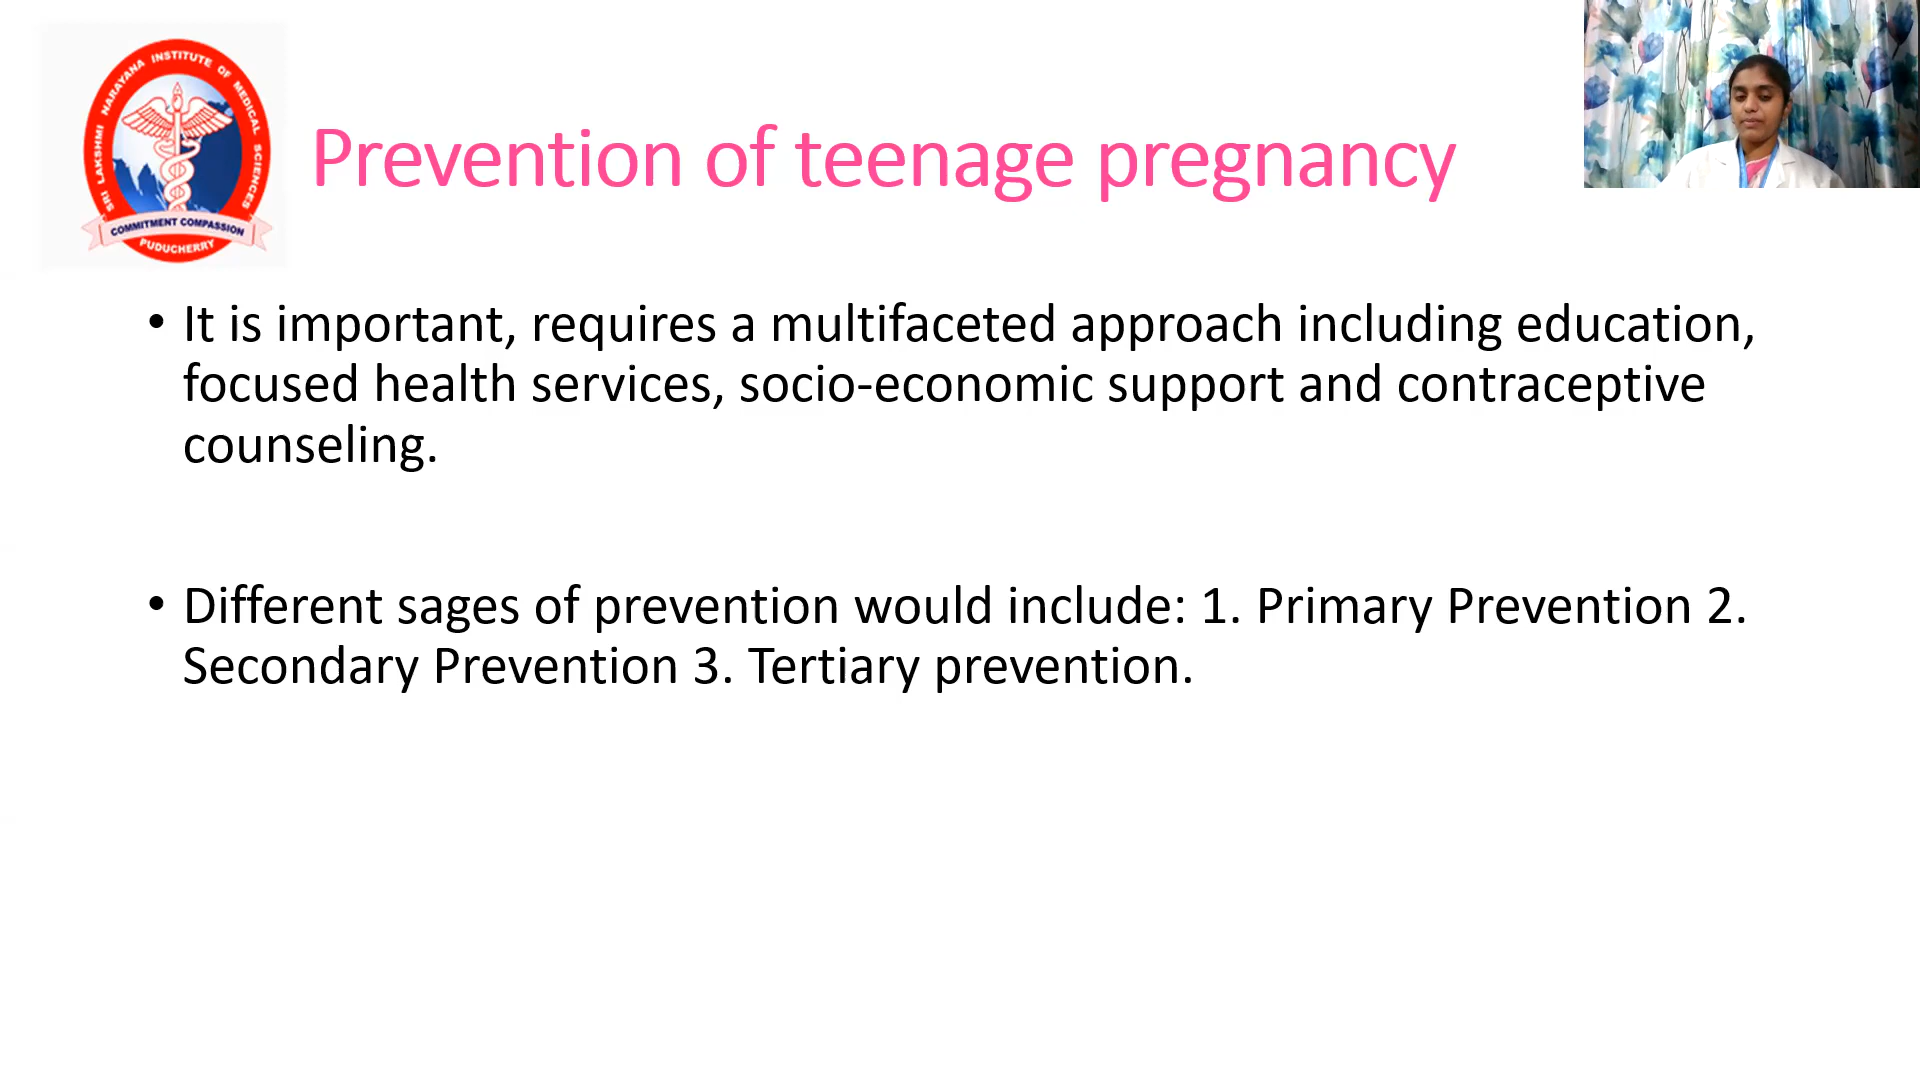 SRI LAKSHMI NARAYANA INSTITUTE OF MEDICAL SCIENCES
COMMITMENT COMPASSION
PUDUCHERRY
Prevention of teenage pregnancy
• It is important, requires a multifaceted approach including education,
focused health services, socio-economic support and contraceptive
counseling.
• Different sages of prevention would include: 1. Primary Prevention 2.
Secondary Prevention 3. Tertiary prevention.